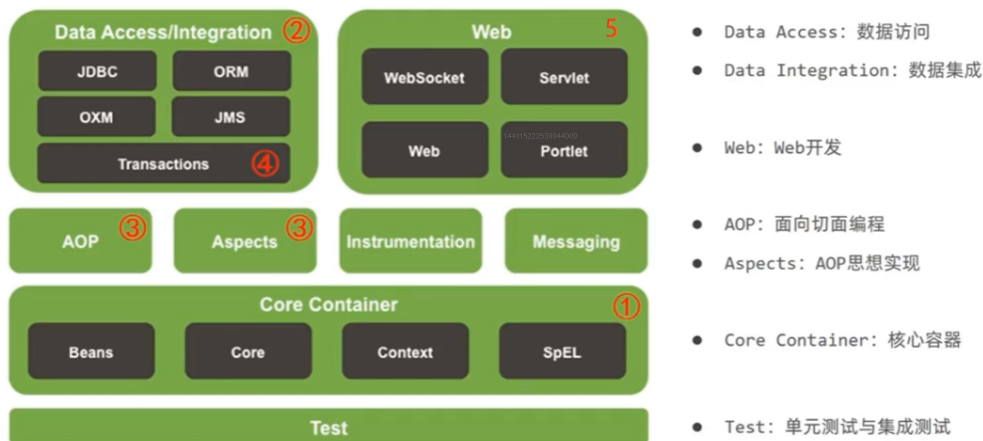 Data Access/Integration ②
JDBC
ORM
OXM
JMS
Transactions ④
Web 5
WebSocket
Servlet
144115222539944009
Web
Portlet
AOP ③
Aspects ③
Instrumentation
Messaging
Core Container ①
Beans
Core
Context
SpEL
Test
● Data Access: 数据访问
● Data Integration: 数据集成
● Web: Web开发
● AOP: 面向切面编程
● Aspects: AOP思想实现
● Core Container: 核心容器
● Test: 单元测试与集成测试